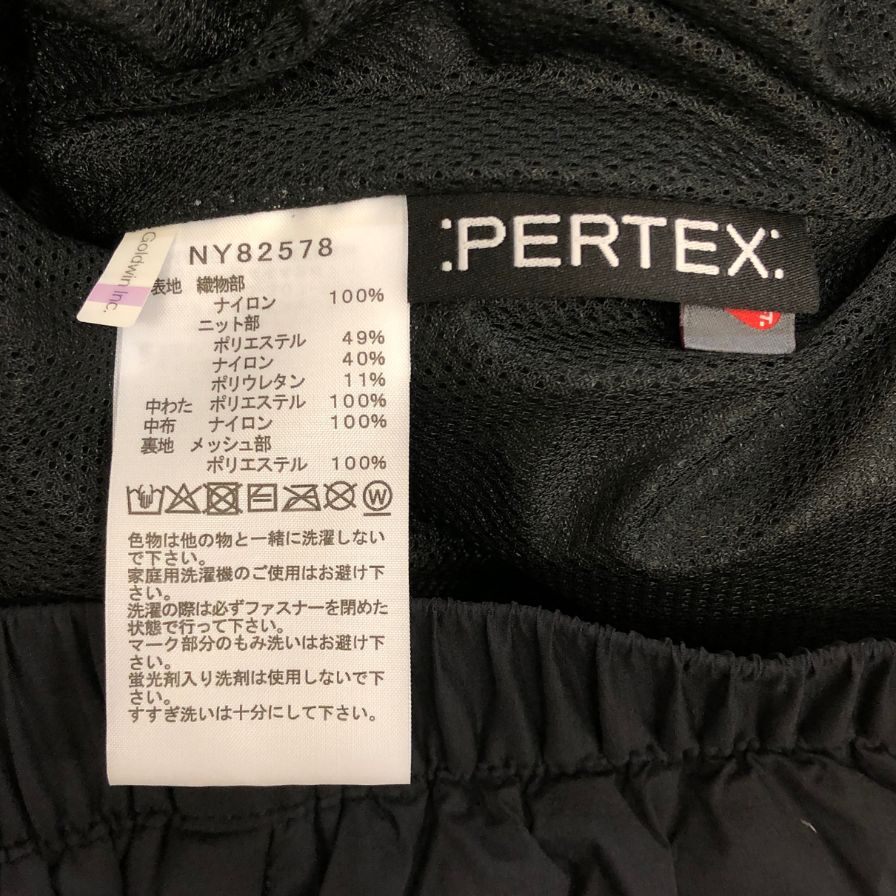 Goldwin Inc.
NY82578
表地 織物部
ナイロン 100%
ニット部
ポリエステル 49%
ナイロン 40%
ポリウレタン 11%
中わた ポリエステル 100%
中布 ナイロン 100%
裏地 メッシュ部
ポリエステル 100%
W
色物は他の物と一緒に洗濯しない
で下さい。
家庭用洗濯機のご使用はお避け下
さい。
洗濯の際は必ずファスナーを閉めた
状態で行って下さい。
マーク部分のもみ洗いはお避け下
さい。
蛍光剤入り洗剤は使用しないで下
さい。
すすぎ洗いは十分にして下さい。
:PERTEX:
T.